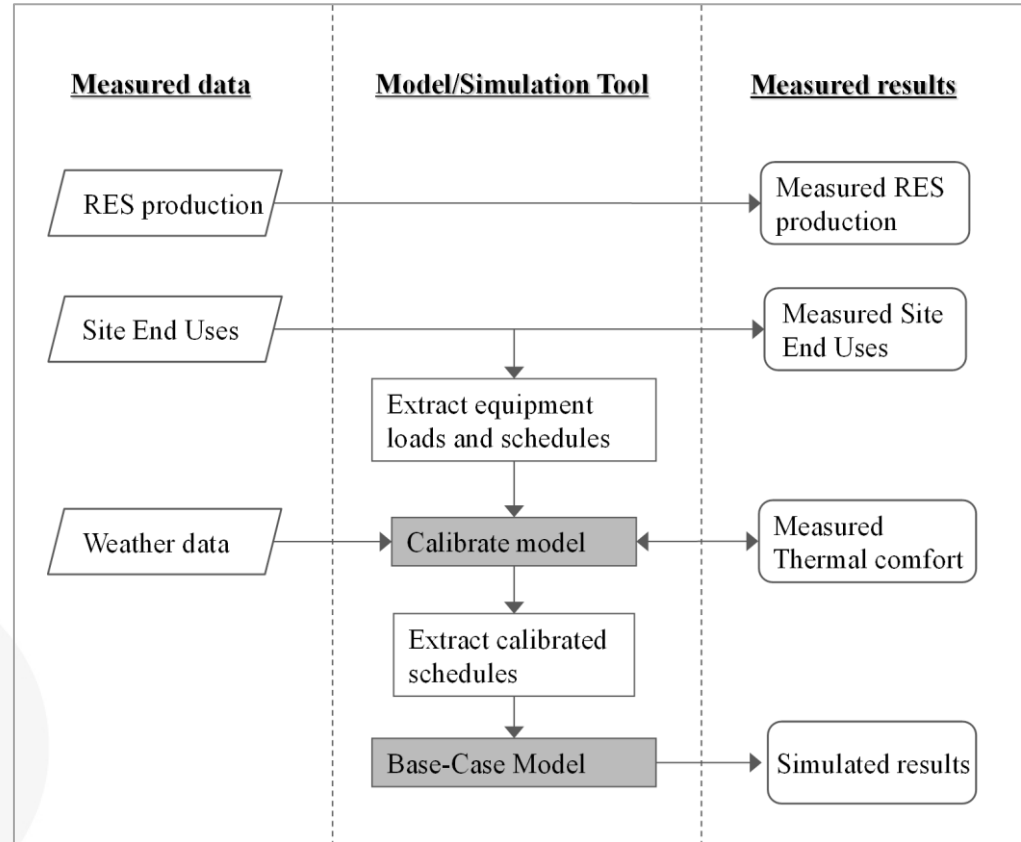 Measured data
Model/Simulation Tool
Measured results
RES production
Measured RES
production
Site End Uses
Measured Site
End Uses
Extract equipment
loads and schedules
Weather data
Calibrate model
Measured
Thermal comfort
Extract calibrated
schedules
Base-Case Model
Simulated results